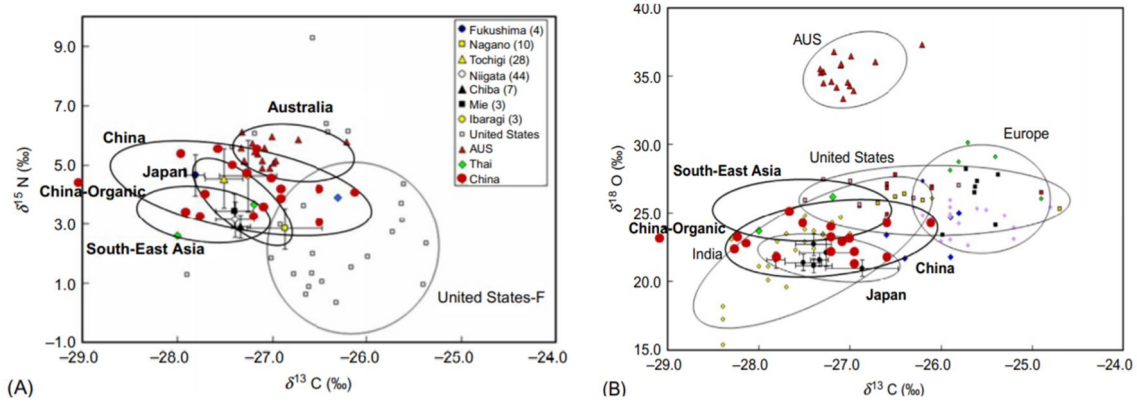 9.0
7.0
5.0
3.0
1.0
–1.0
δ15 N (‰)
–29.0 –28.0 –27.0 –26.0 –25.0 –24.0
δ13 C (‰)
(A)
Australia
China
Japan
China-Organic
South-East Asia
United States-F
Fukushima (4)
Nagano (10)
Tochigi (28)
Niigata (44)
Chiba (7)
Mie (3)
Ibaragi (3)
United States
AUS
Thai
China
40.0
35.0
30.0
25.0
20.0
15.0
δ18 O (‰)
–29.0 –28.0 –27.0 –26.0 –25.0 –24.0
δ13 C (‰)
(B)
AUS
Europe
United States
South-East Asia
China-Organic
India
China
Japan